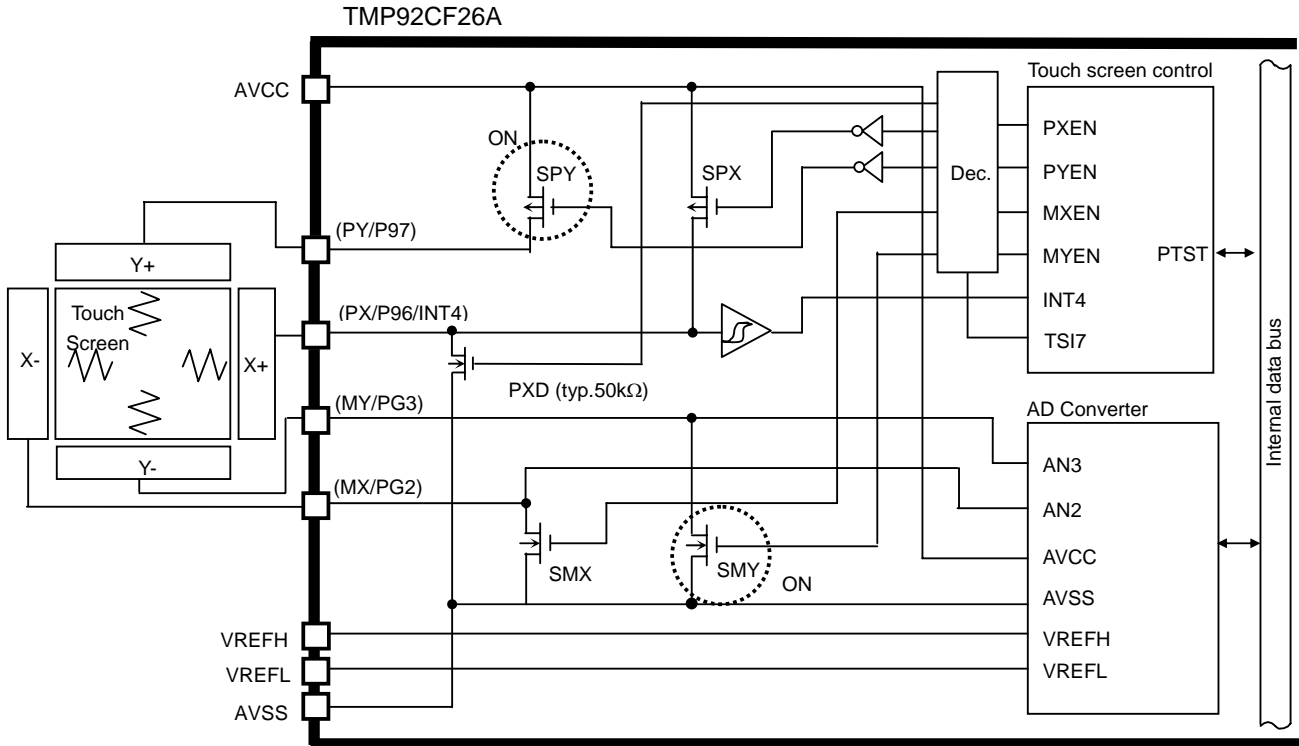 TMP92CF26A
AVCC
ON
SPY
SPX
Dec.
Touch screen control
PXEN
PYEN
MXEN
MYEN
PTST
INT4
TSI7
Internal data bus
(PY/P97)
Y+
Touch
Screen
X-
X+
Y-
(PX/P96/INT4)
PXD (typ.50kΩ)
(MY/PG3)
(MX/PG2)
SMX
SMY
ON
AD Converter
AN3
AN2
AVCC
AVSS
VREFH
VREFL
VREFH
VREFL
AVSS